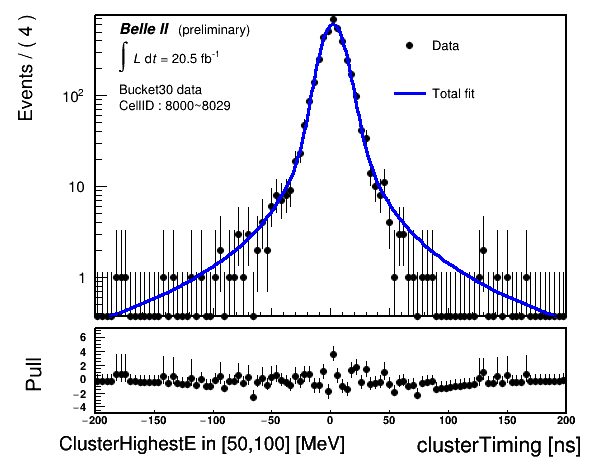 Events / ( 4 )
Belle II (preliminary)
∫ L dt = 20.5 fb⁻¹
Bucket30 data
CellID : 8000~8029
Data
Total fit
10²
10
1
Pull
6
4
2
0
−2
−4
−200 −150 −100 −50 0 50 100 150 200
ClusterHighestE in [50,100] [MeV] clusterTiming [ns]